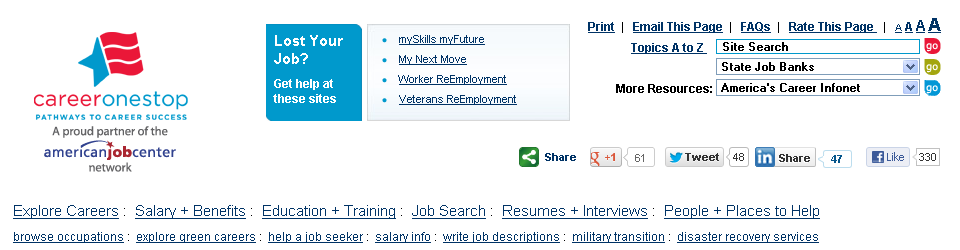 Print | Email This Page | FAQs | Rate This Page | A A A A
Lost Your Job?
Get help at these sites
• mySkills myFuture
• My Next Move
• Worker ReEmployment
• Veterans ReEmployment
Topics A to Z Site Search go
State Job Banks go
More Resources: America's Career Infonet go
careeronestop
PATHWAYS TO CAREER SUCCESS
A proud partner of the
americanjobcenter
network
Share g +1 61 Tweet 48 in Share 47 f Like 330
Explore Careers : Salary + Benefits : Education + Training : Job Search : Resumes + Interviews : People + Places to Help
browse occupations : explore green careers : help a job seeker : salary info : write job descriptions : military transition : disaster recovery services